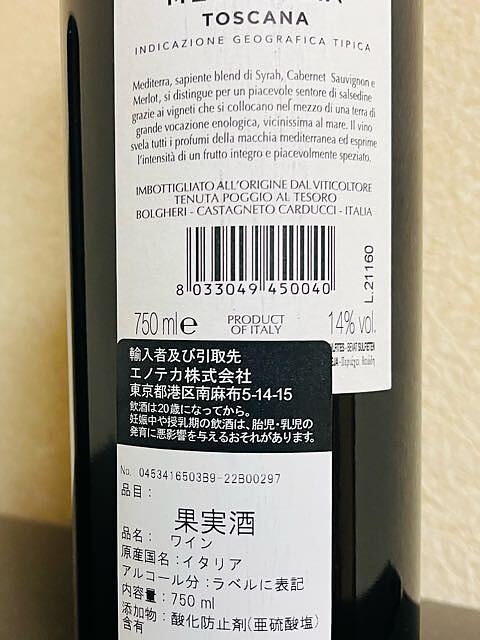 TOSCANA
INDICAZIONE GEOGRAFICA TIPICA
Mediterra, sapiente blend di Syrah, Cabernet Sauvignon e
Merlot, si distingue per un piacevole sentore di salsedine
grazie ai vigneti che si collocano nel mezzo di una terra di
grande vocazione enologica, vicinissima al mare. Il vino
svela tutti i profumi della macchia mediterranea ed esprime
l'intensità di un frutto integro e piacevolmente speziato.
IMBOTTIGLIATO ALL'ORIGINE DAL VITICOLTORE
TENUTA POGGIO AL TESORO
BOLGHERI - CASTAGNETO CARDUCCI - ITALIA
8 033049 450040
L.21160
750 ml e
PRODUCT
OF ITALY
14% vol.
輸入者及び引取先
エノテカ株式会社
東京都港区南麻布5-14-15
飲酒は20歳になってから。
妊娠中や授乳期の飲酒は、胎児・乳児の
発育に悪影響を与えるおそれがあります。
No. 0453416503B9-22B00297
品目：
果実酒
品名： ワイン
原産国名：イタリア
アルコール分：ラベルに表記
内容量：750 ml
添加物：酸化防止剤(亜硫酸塩)
含有